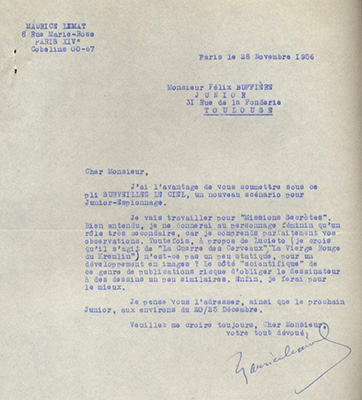 MAURICE LEMAT
8 Rue Marie-Rose
PARIS XIV°
Gobelins 00-47
Paris le 28 Novembre 1956
Monsieur Félix BUFFIÈRE
J U N I O R
31 Rue de la Fonderie
T O U L O U S E
Cher Monsieur,
J'ai l'avantage de vous soumettre sous ce
pli SURVEILLEZ LE CIEL, un nouveau scénario pour
Junior-Espionnage.
Je vais travailler pour "Missions Secrètes".
Bien entendu, je ne donnerai au personnage féminin qu'un
rôle très secondaire, car je comprends parfaitement vos
observations. Toutefois, à propos de Lucieto (je crois
qu'il s'agit de "La Guerre des Cerveaux","La Vierge Rouge
du Kremlin") n'est-ce pas un peu statique, pour un
développement en images ? Le côté "scientifique" de
ce genre de publications risque d'obliger le dessinateur
à des dessins un peu similaires. Enfin, je ferai pour
le mieux.
Je pense vous l'adresser, ainsi que le prochain
Junior, aux environs du 20/25 Décembre.
Veuillez me croire toujours, Cher Monsieur,
votre tout dévoué,